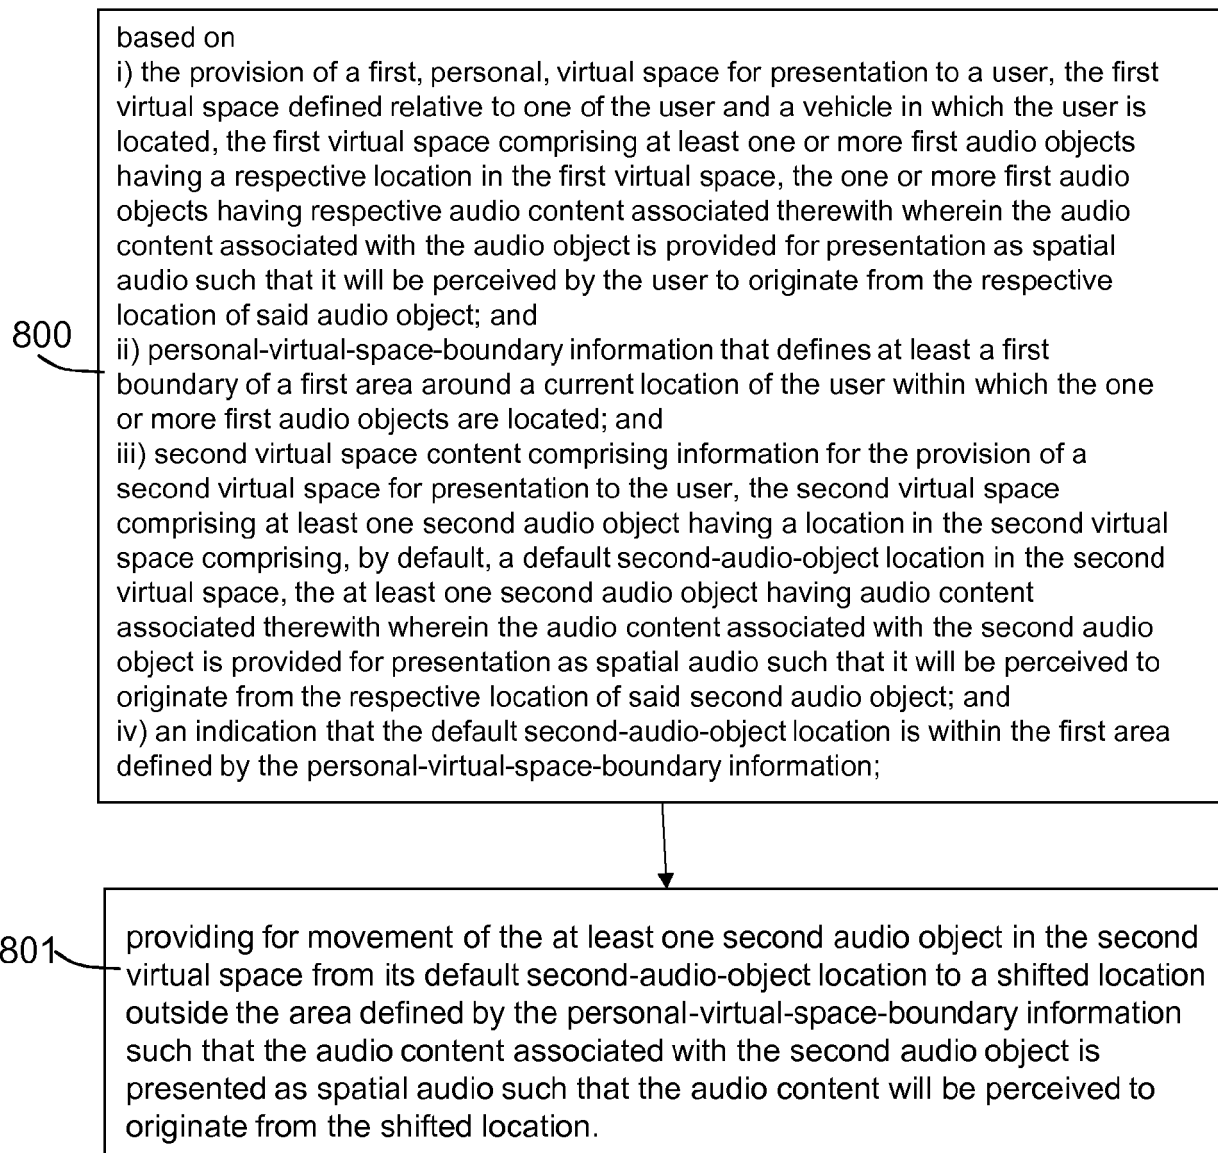 based on
i) the provision of a first, personal, virtual space for presentation to a user, the first
virtual space defined relative to one of the user and a vehicle in which the user is
located, the first virtual space comprising at least one or more first audio objects
having a respective location in the first virtual space, the one or more first audio
objects having respective audio content associated therewith wherein the audio
content associated with the audio object is provided for presentation as spatial
audio such that it will be perceived by the user to originate from the respective
location of said audio object; and
800
ii) personal-virtual-space-boundary information that defines at least a first
boundary of a first area around a current location of the user within which the one
or more first audio objects are located; and
iii) second virtual space content comprising information for the provision of a
second virtual space for presentation to the user, the second virtual space
comprising at least one second audio object having a location in the second virtual
space comprising, by default, a default second-audio-object location in the second
virtual space, the at least one second audio object having audio content
associated therewith wherein the audio content associated with the second audio
object is provided for presentation as spatial audio such that it will be perceived to
originate from the respective location of said second audio object; and
iv) an indication that the default second-audio-object location is within the first area
defined by the personal-virtual-space-boundary information;
801
providing for movement of the at least one second audio object in the second
virtual space from its default second-audio-object location to a shifted location
outside the area defined by the personal-virtual-space-boundary information
such that the audio content associated with the second audio object is
presented as spatial audio such that the audio content will be perceived to
originate from the shifted location.